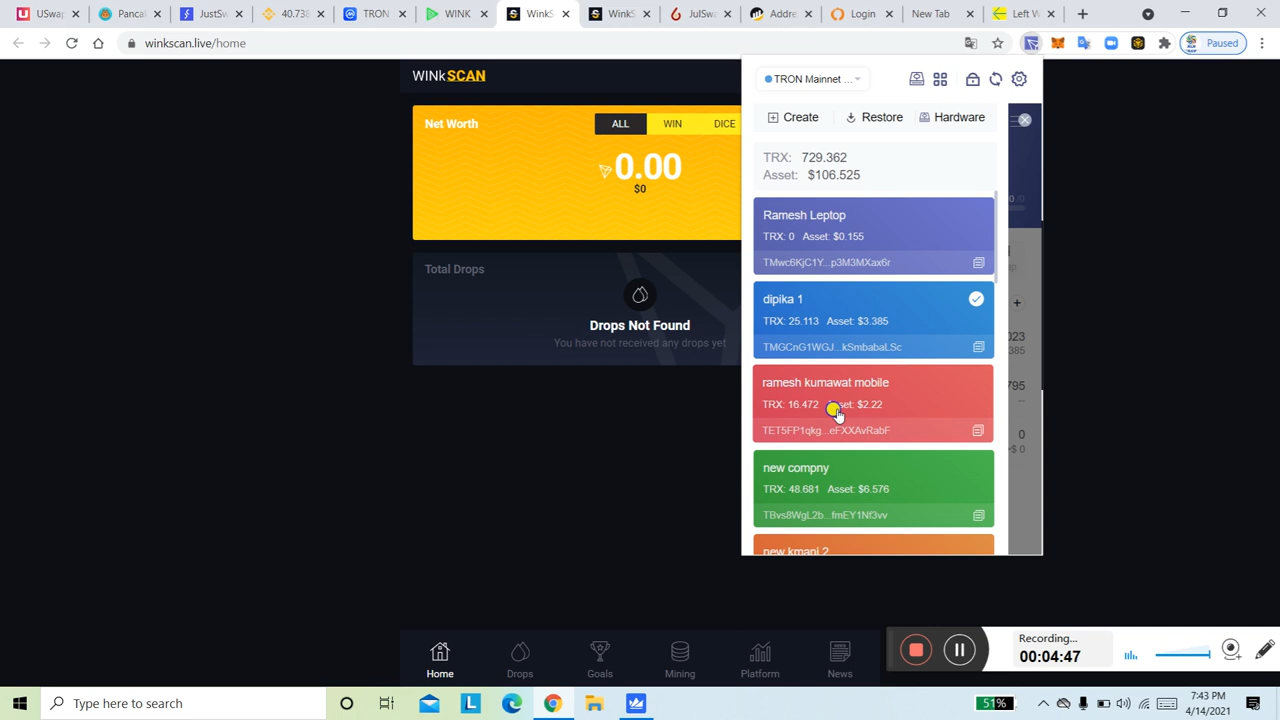 USwap
Pancal
JustSw
40.738
TRON
WINK
WinkS
WinkS
JulSwa
Addre
Login
New Tab
Left W
winkscan.live/home
Paused
WINkSCAN
Net Worth
ALL WIN DICE
0.00
$0
Total Drops
Drops Not Found
You have not received any drops yet
TRON Mainnet ...
Create Restore Hardware
TRX: 729.362
Asset: $106.525
Ramesh Leptop
TRX: 0 Asset: $0.155
TMwc6KjC1Y...p3M3MXax6r
dipika 1
TRX: 25.113 Asset: $3.385
TMGCnG1WGJ...kSmbabaLSc
ramesh kumawat mobile
TRX: 16.472 Asset: $2.22
TET5FP1qkg...eFXXAvRabF
new compny
TRX: 48.681 Asset: $6.576
TBvs8WgL2b...fmEY1Nf3vv
new kmani 2
Home Drops Goals Mining Platform News
Recording...
00:04:47
Type here to search
51%
7:43 PM
4/14/2021